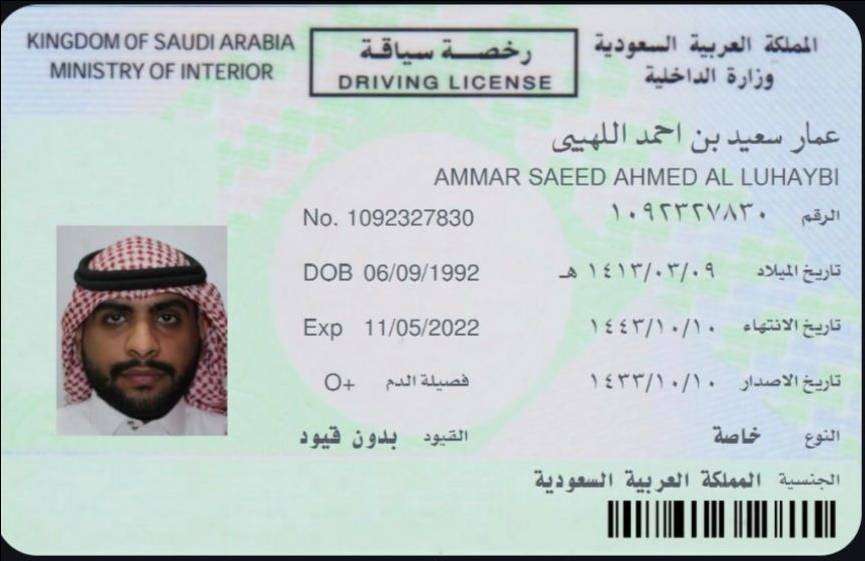 KINGDOM OF SAUDI ARABIA
MINISTRY OF INTERIOR
رخصة سياقة
DRIVING LICENSE
المملكة العربية السعودية
وزارة الداخلية
عمار سعيد بن احمد اللهيبى
AMMAR SAEED AHMED AL LUHAYBI
No. 1092327830 الرقم ١٠٩٢٣٢٧٨٣٠
DOB 06/09/1992 تاريخ الميلاد ١٤١٣/٠٣/٠٩ هـ
Exp 11/05/2022 تاريخ الانتهاء ١٤٤٣/١٠/١٠
تاريخ الاصدار ١٤٣٣/١٠/١٠ فصيلة الدم O+
النوع خاصة القيود بدون قيود
الجنسية المملكة العربية السعودية